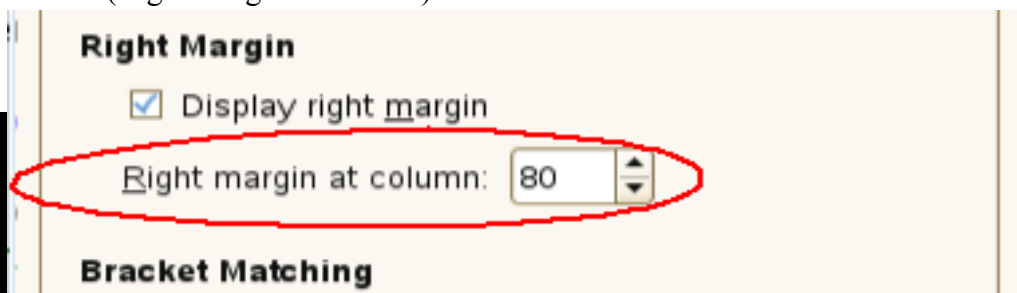 Right Margin
Display right margin
Right margin at column: 80
Bracket Matching